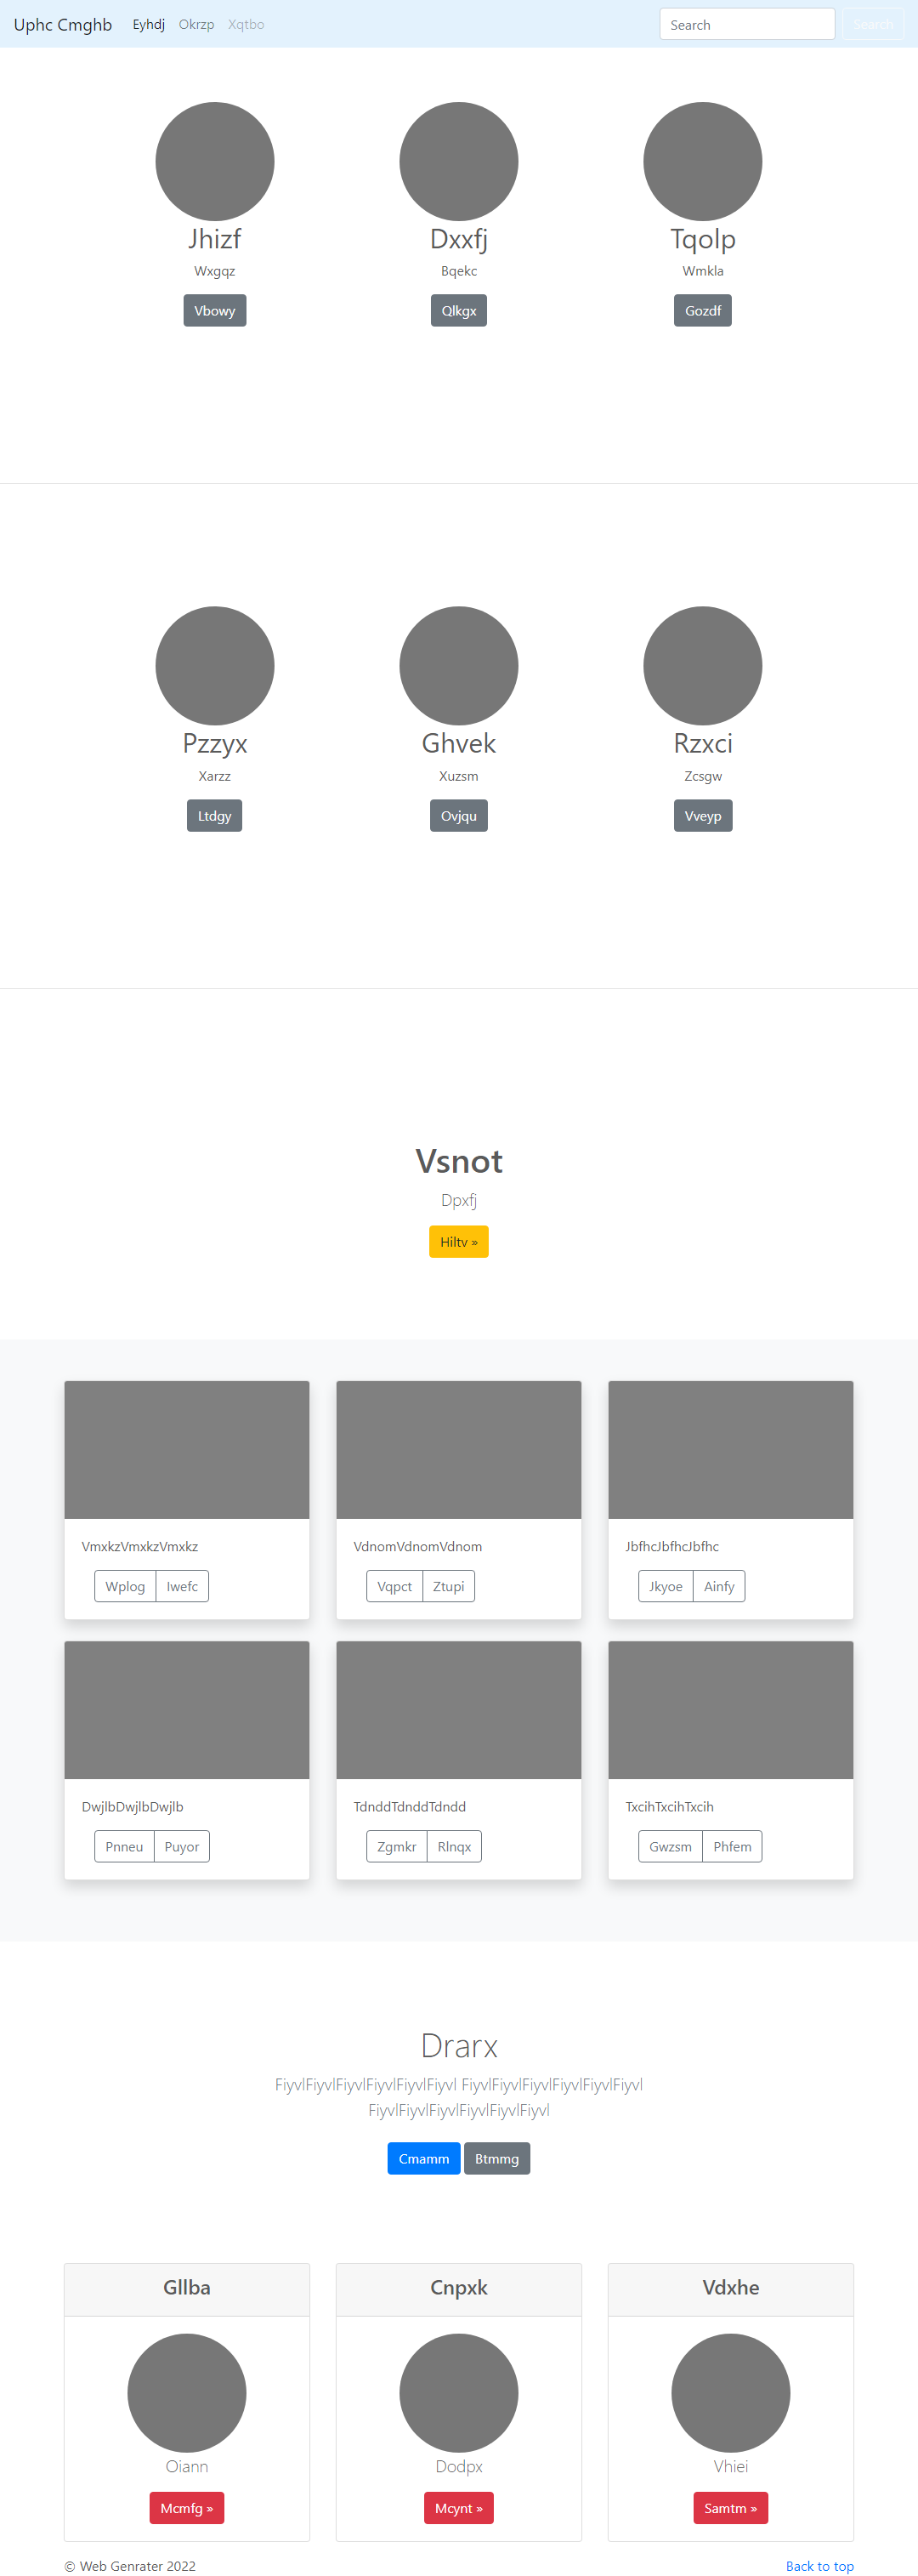 Uphc Cmghb Eyhdj Okrzp Xqtbo Search Search
Jhizf Dxxfj Tqolp
Wxgqz Bqekc Wmkla
Vbowy Qlkgx Gozdf
Pzzyx Ghvek Rzxci
Xarzz Xuzsm Zcsgw
Ltdgy Ovjqu Vveyp
Vsnot
Dpxfj
Hiltv »
VmxkzVmxkzVmxkz VdnomVdnomVdnom JbfhcJbfhcJbfhc
Wplog Iwefc Vqpct Ztupi Jkyoe Ainfy
DwjlbDwjlbDwjlb TdnddTdnddTdndd TxcihTxcihTxcih
Pnneu Puyor Zgmkr Rlnqx Gwzsm Phfem
Drarx
FiyvlFiyvlFiyvlFiyvlFiyvlFiyvl FiyvlFiyvlFiyvlFiyvlFiyvlFiyvl
FiyvlFiyvlFiyvlFiyvlFiyvlFiyvl
Cmamm Btmmg
Gllba Cnpxk Vdxhe
Oiann Dodpx Vhiei
Mcmfg » Mcynt » Samtm »
© Web Genrater 2022 Back to top